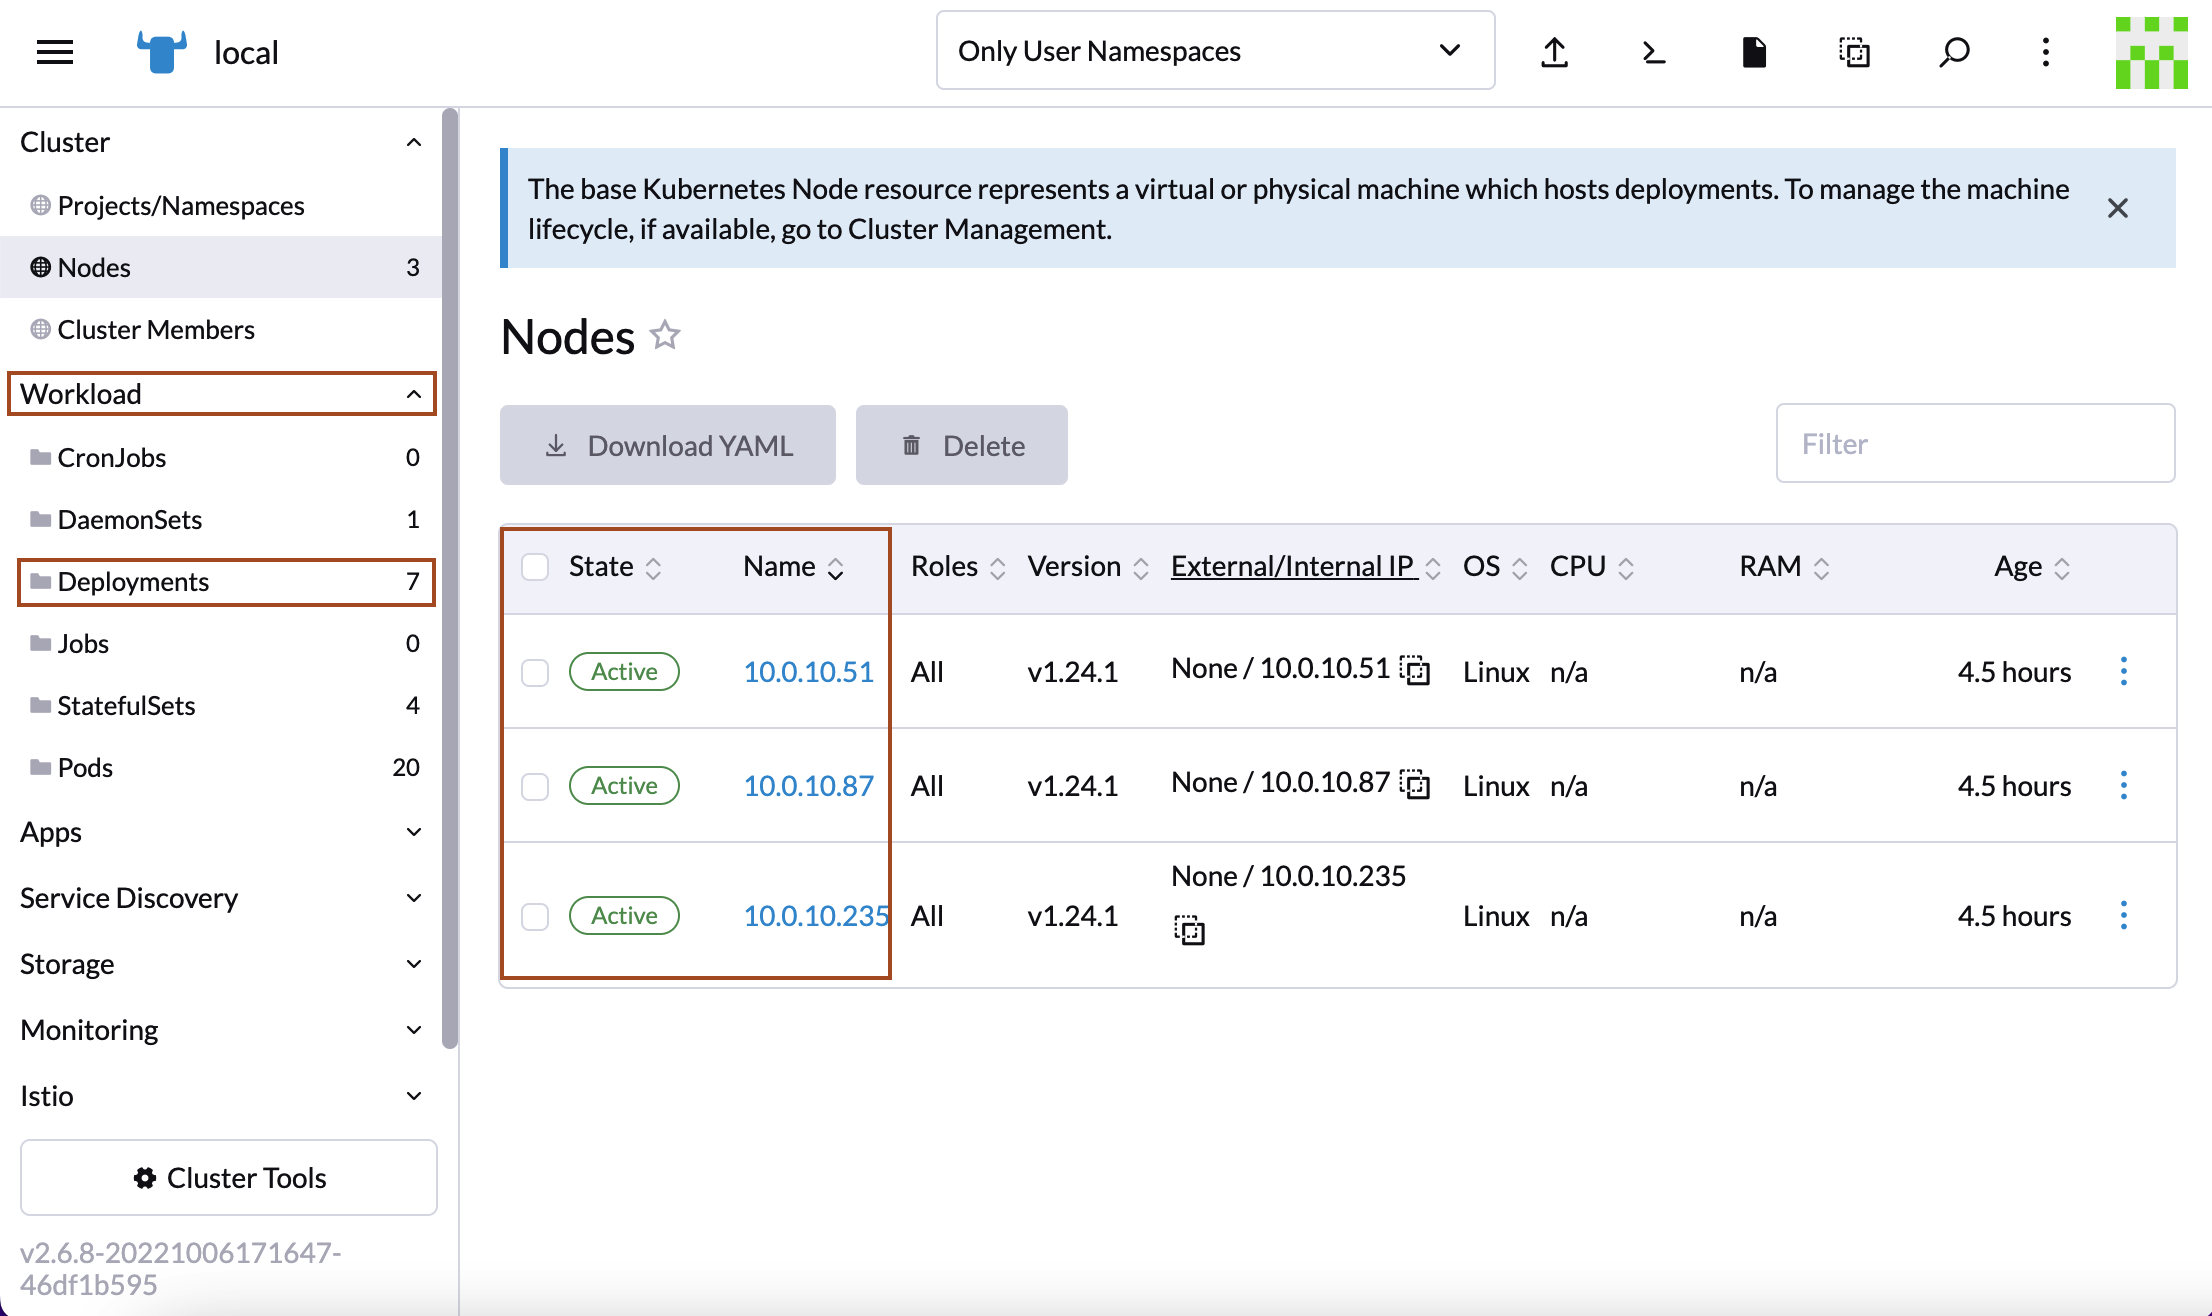 local
Only User Namespaces
Cluster
Projects/Namespaces
Nodes 3
Cluster Members
Workload
CronJobs 0
DaemonSets 1
Deployments 7
Jobs 0
StatefulSets 4
Pods 20
Apps
Service Discovery
Storage
Monitoring
Istio
Cluster Tools
v2.6.8-20221006171647-
46df1b595
The base Kubernetes Node resource represents a virtual or physical machine which hosts deployments. To manage the machine
lifecycle, if available, go to Cluster Management.
Nodes
Download YAML Delete Filter
State Name Roles Version External/Internal IP OS CPU RAM Age
Active 10.0.10.51 All v1.24.1 None / 10.0.10.51 Linux n/a n/a 4.5 hours
Active 10.0.10.87 All v1.24.1 None / 10.0.10.87 Linux n/a n/a 4.5 hours
Active 10.0.10.235 All v1.24.1 None / 10.0.10.235 Linux n/a n/a 4.5 hours